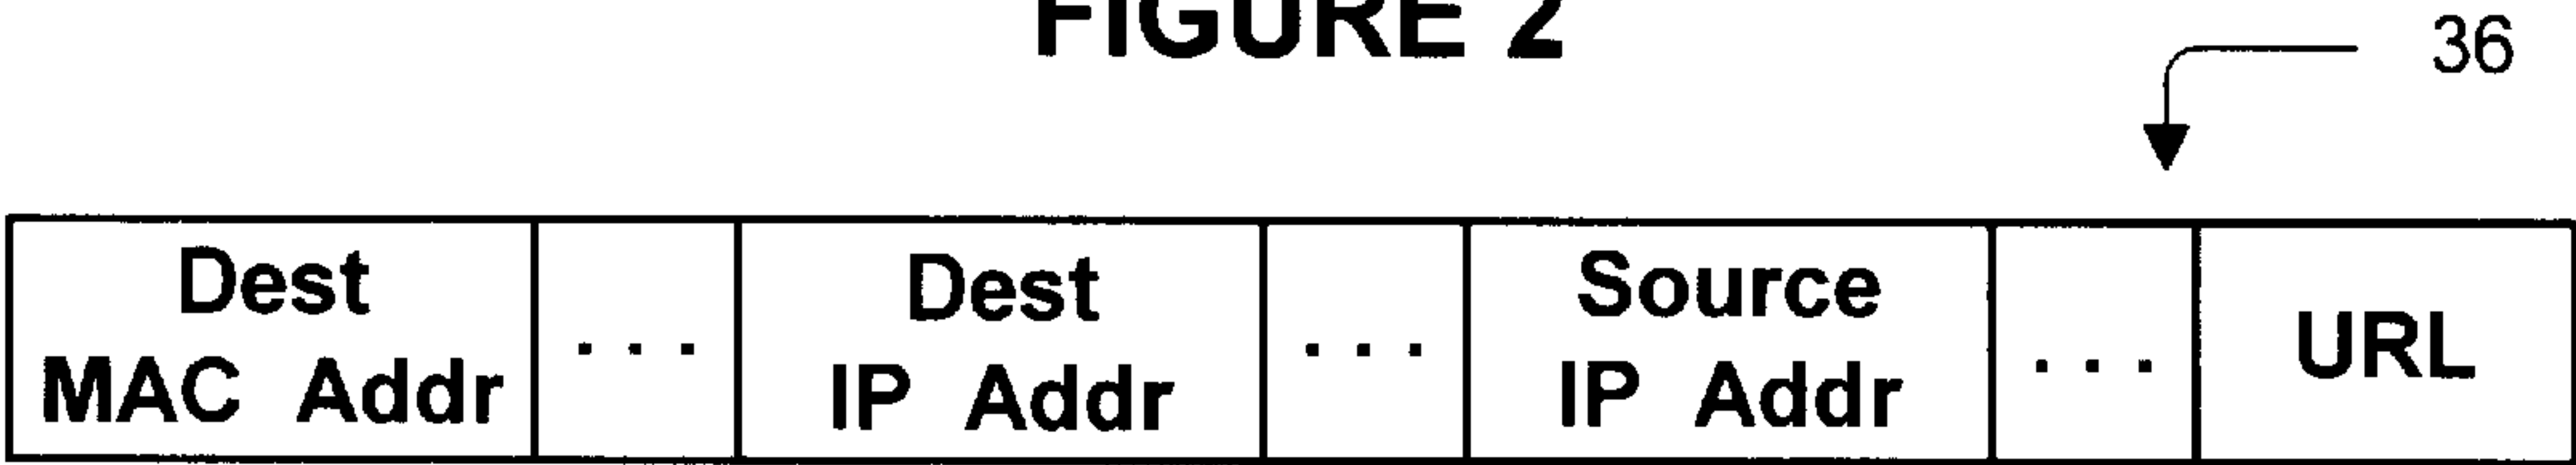 FIGURE 2
36
Dest
MAC Addr
. . .
Dest
IP Addr
. . .
Source
IP Addr
. . .
URL